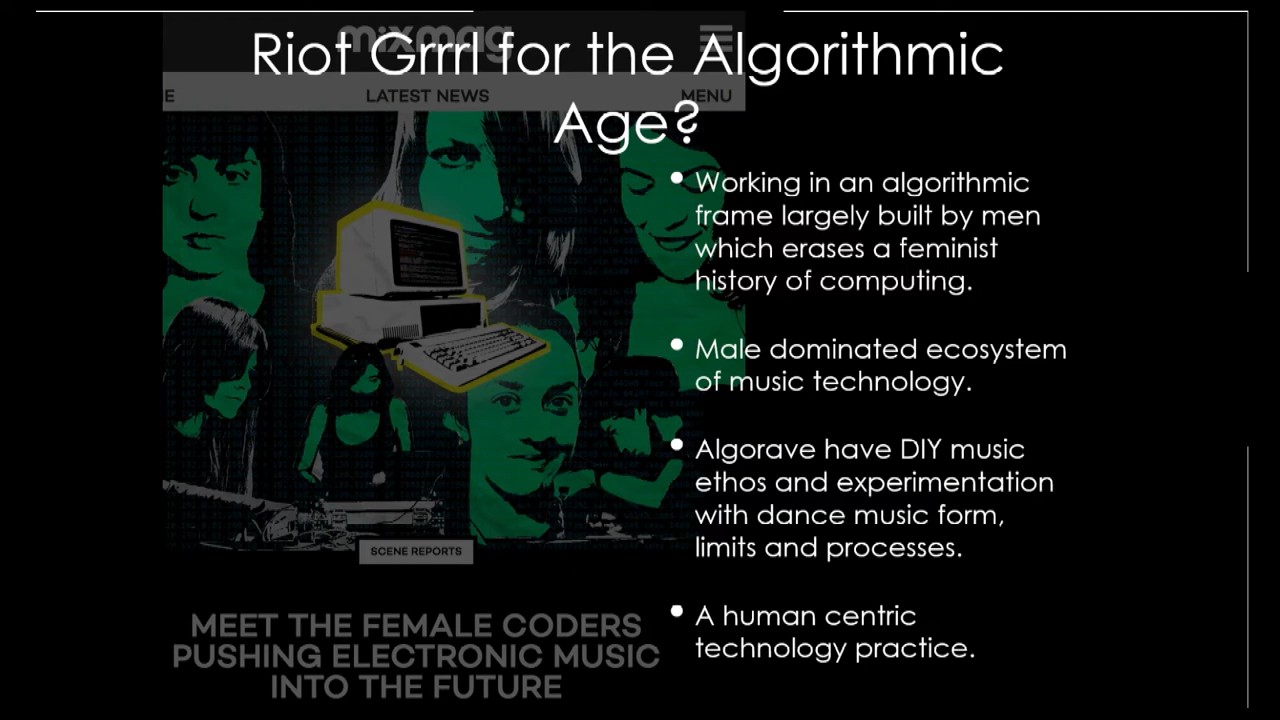 mixmag
Riot Grrrl for the Algorithmic
Age?
E
LATEST NEWS
MENU
• Working in an algorithmic
frame largely built by men
which erases a feminist
history of computing.
• Male dominated ecosystem
of music technology.
• Algorave have DIY music
ethos and experimentation
with dance music form,
limits and processes.
• A human centric
technology practice.
SCENE REPORTS
MEET THE FEMALE CODERS
PUSHING ELECTRONIC MUSIC
INTO THE FUTURE